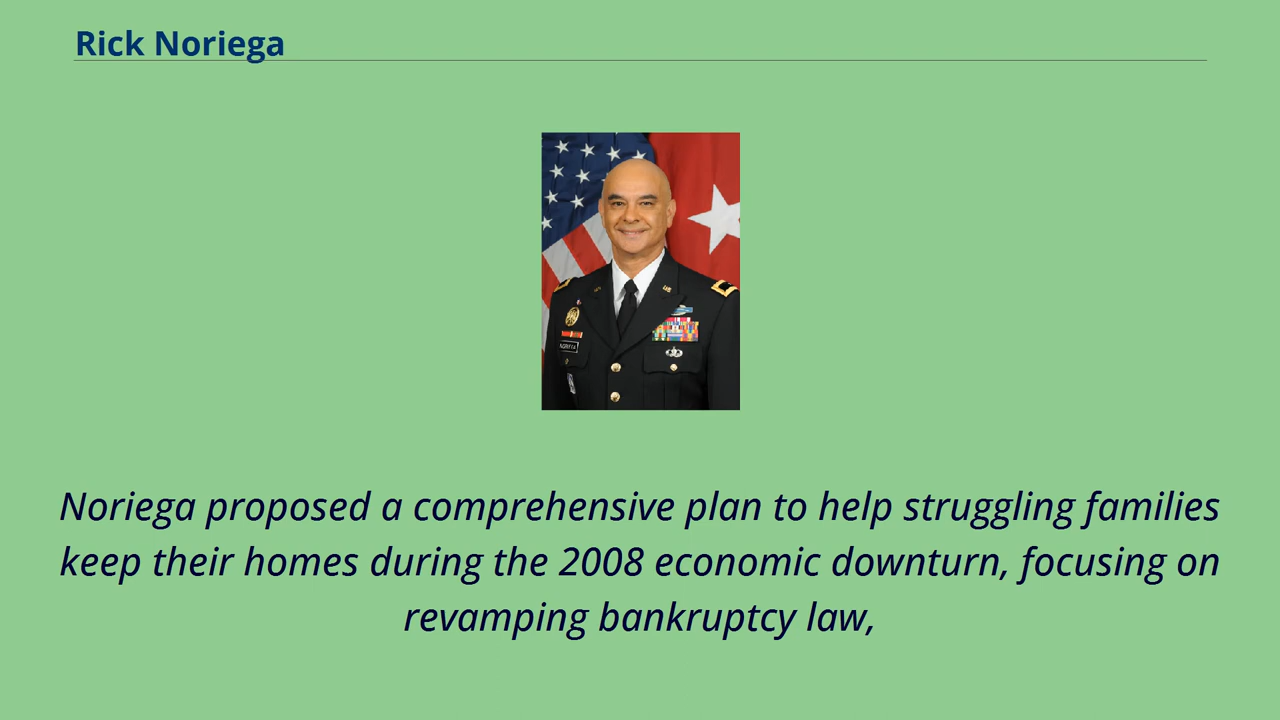 Rick Noriega
Noriega proposed a comprehensive plan to help struggling families
keep their homes during the 2008 economic downturn, focusing on
revamping bankruptcy law,